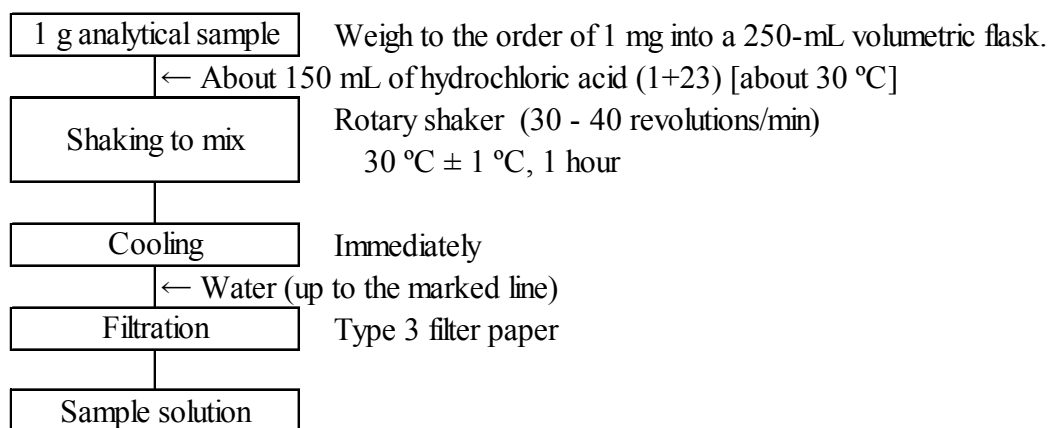 1 g analytical sample Weigh to the order of 1 mg into a 250-mL volumetric flask.
← About 150 mL of hydrochloric acid (1+23) [about 30 ºC]
Shaking to mix Rotary shaker (30 - 40 revolutions/min)
30 ºC ± 1 ºC, 1 hour
Cooling Immediately
← Water (up to the marked line)
Filtration Type 3 filter paper
Sample solution